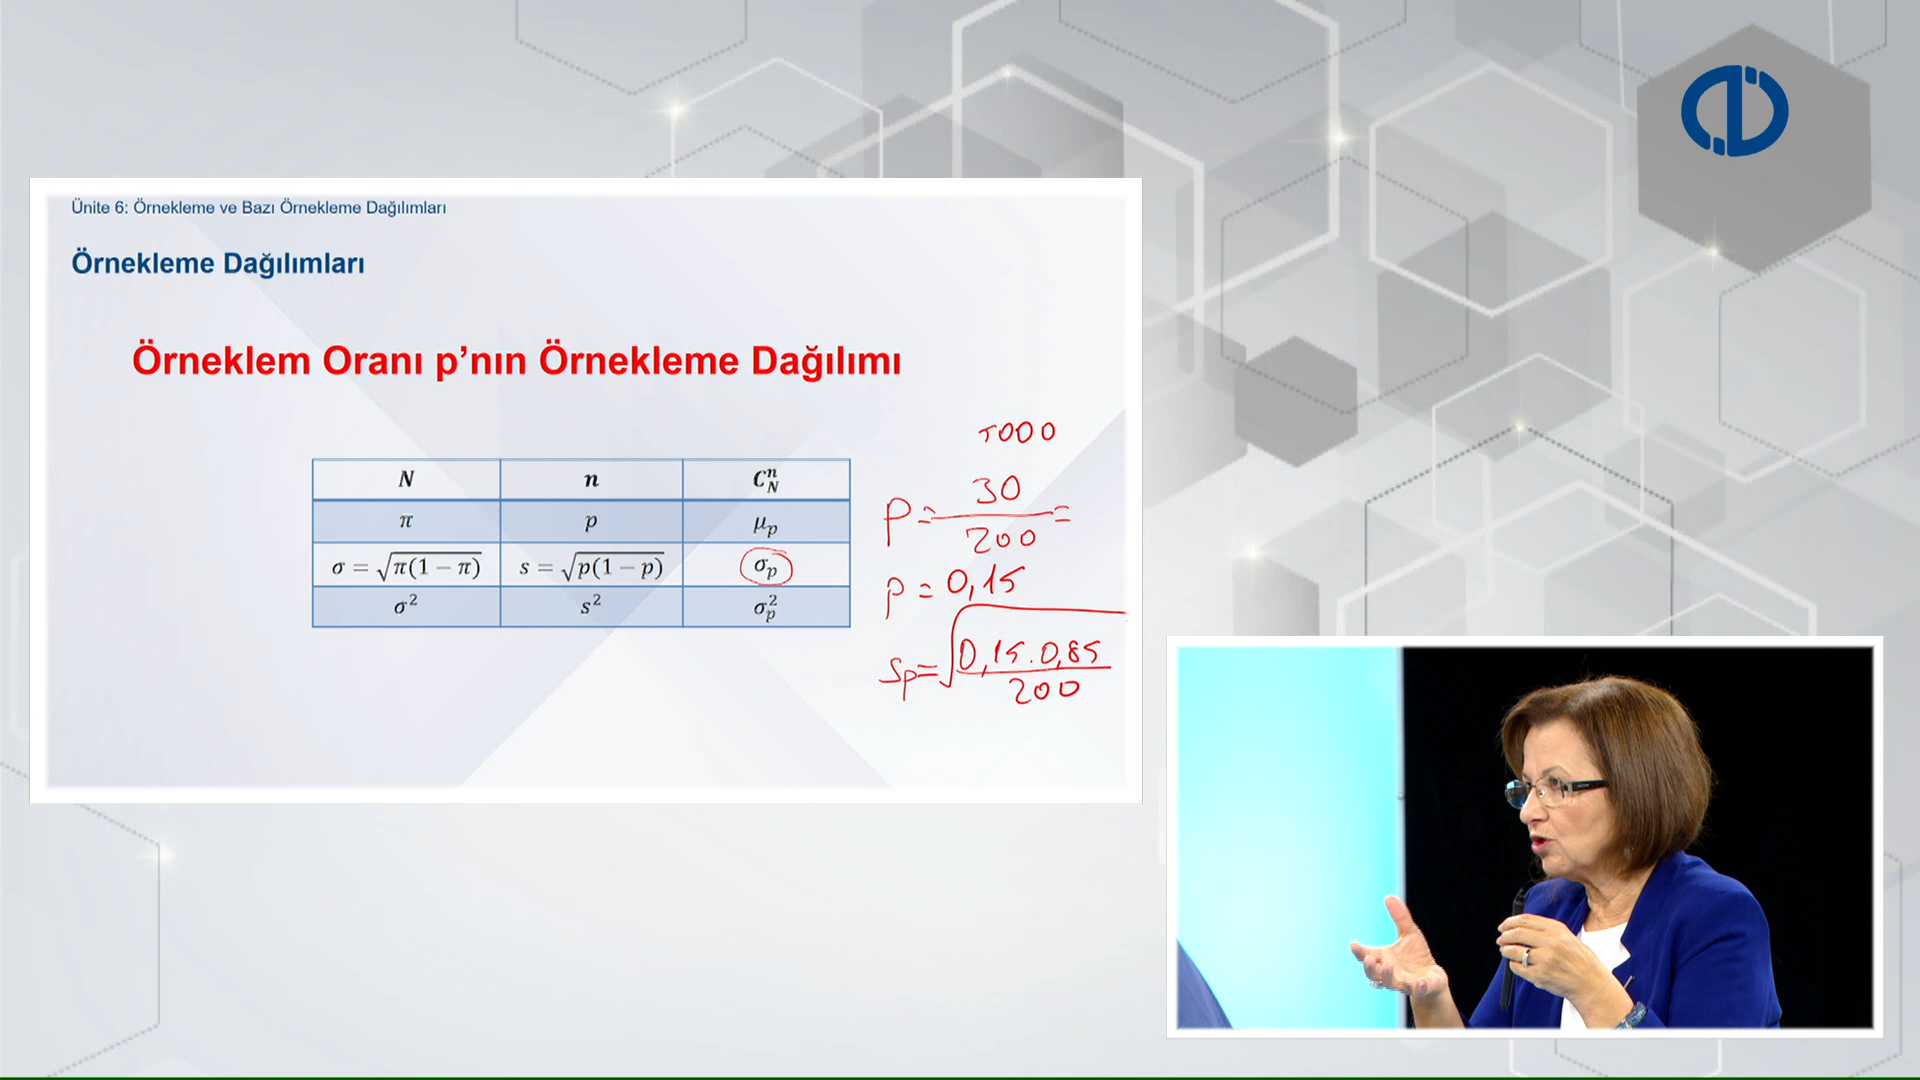 Ünite 6: Örnekleme ve Bazı Örnekleme Dağılımları
Örnekleme Dağılımları
Örneklem Oranı p’nın Örnekleme Dağılımı
N n C_N^n
π p μ_p
σ = √π(1 − π) s = √p(1 − p) σ_p
σ² s² σ_p²
5000
P = 30/200 =
p = 0,15
Sp = √0,15.0,85/200